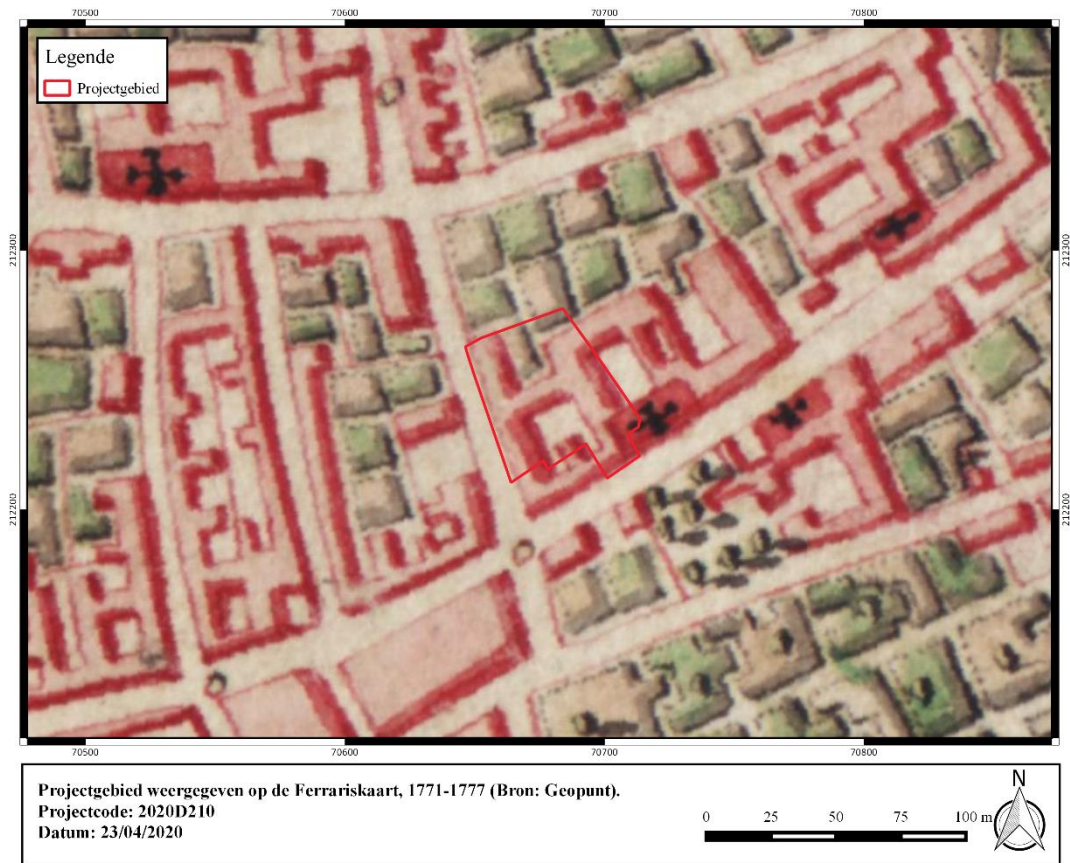 70500 70600 70700 70800
Legende
Projectgebied
212300 212300
212200 212200
70500 70600 70700 70800
Projectgebied weergegeven op de Ferrariskaart, 1771-1777 (Bron: Geopunt).
Projectcode: 2020D210
Datum: 23/04/2020
0 25 50 75 100 m
N